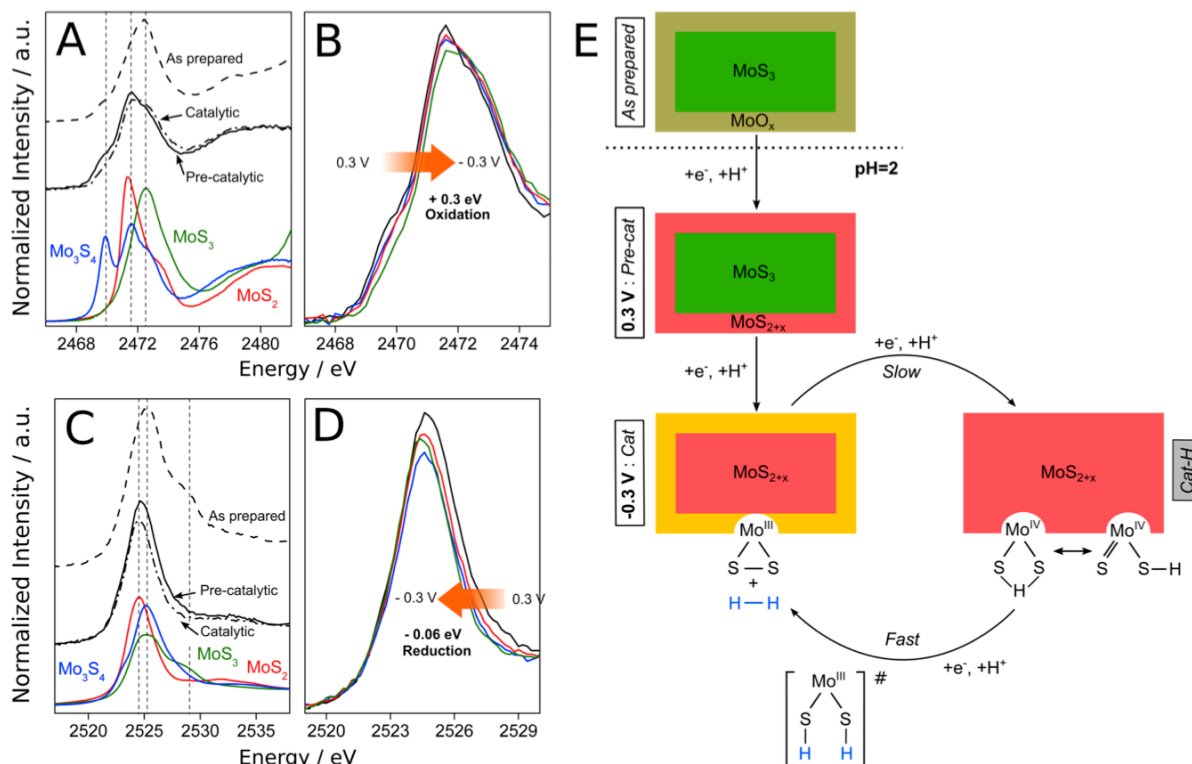 A
Normalized Intensity / a.u.
As prepared
Catalytic
Pre-catalytic
Mo3S4
MoS3
MoS2
2468 2472 2476 2480
B
0.3 V
- 0.3 V
+ 0.3 eV
Oxidation
2468 2470 2472 2474
Energy / eV
C
Normalized Intensity / a.u.
As prepared
Pre-catalytic
Catalytic
Mo3S4
MoS3
MoS2
2520 2525 2530 2535
D
- 0.3 V
0.3 V
- 0.06 eV
Reduction
2520 2523 2526 2529
Energy / eV
E
As prepared
MoS3
MoOx
pH=2
+e-, +H+
0.3 V : Pre-cat
MoS3
MoS2+x
+e-, +H+
+e-, +H+
Slow
-0.3 V : Cat
MoS2+x
MoIII
S S
+
H H
MoS2+x
Cat-H
MoIV
S S
H
MoIV
S S H
Fast
+e-, +H+
MoIII
S S
H H
#